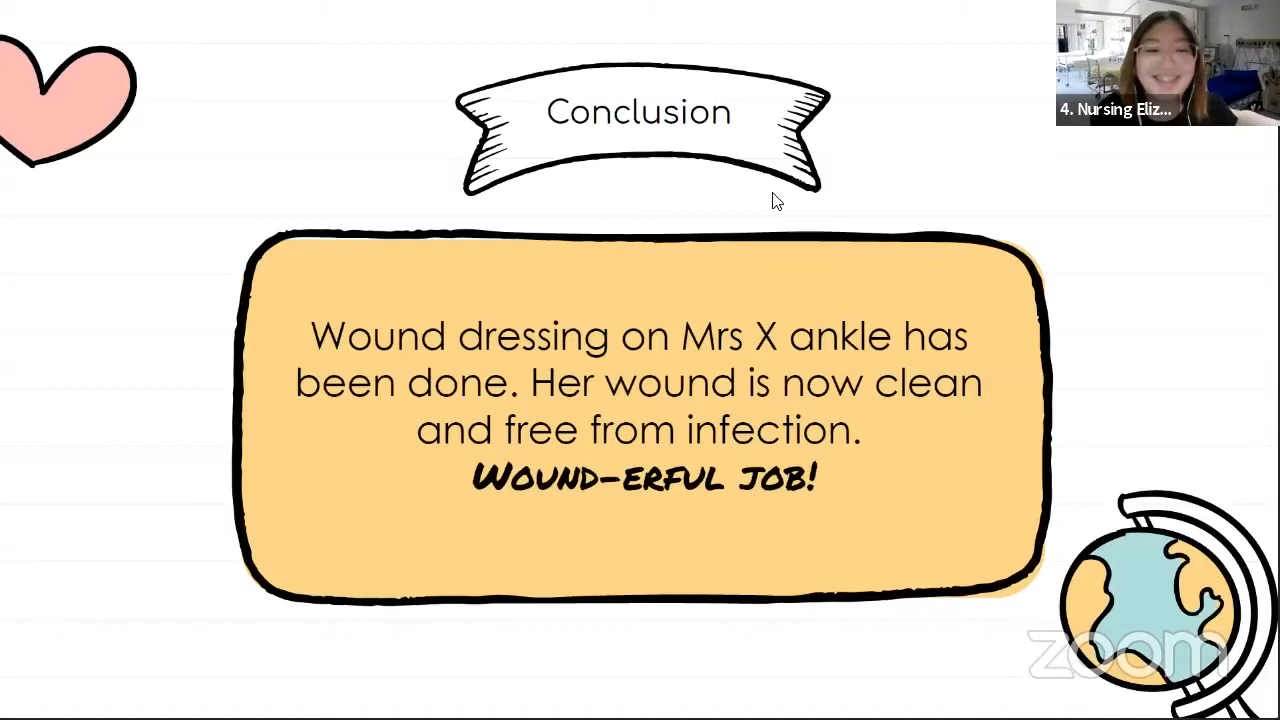 Conclusion
4. Nursing Eliz...
Wound dressing on Mrs X ankle has
been done. Her wound is now clean
and free from infection.
WOUND-ERFUL JOB!
zoom